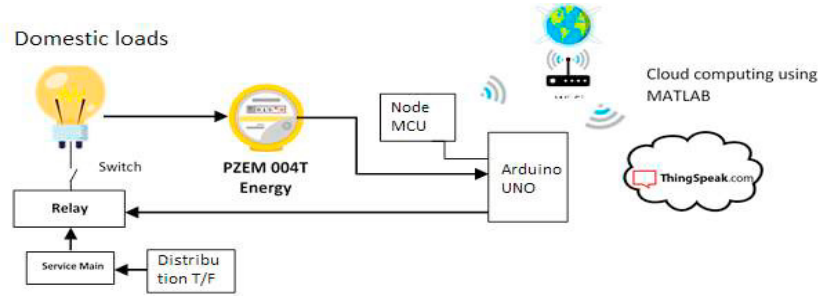 Domestic loads
Cloud computing using
MATLAB
Node
MCU
Switch
PZEM 004T
Energy
Arduino
UNO
ThingSpeak.com
Relay
Service Main
Distribu
tion T/F